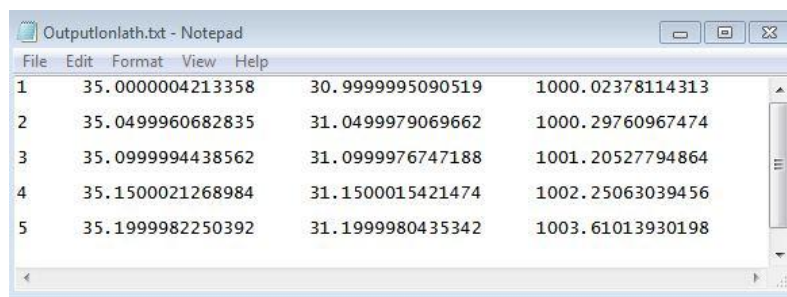 Outputlonlath.txt - Notepad
File Edit Format View Help
1 35.0000004213358 30.9999995090519 1000.02378114313
2 35.0499960682835 31.0499979069662 1000.29760967474
3 35.0999994438562 31.0999976747188 1001.20527794864
4 35.1500021268984 31.1500015421474 1002.25063039456
5 35.1999982250392 31.1999980435342 1003.61013930198